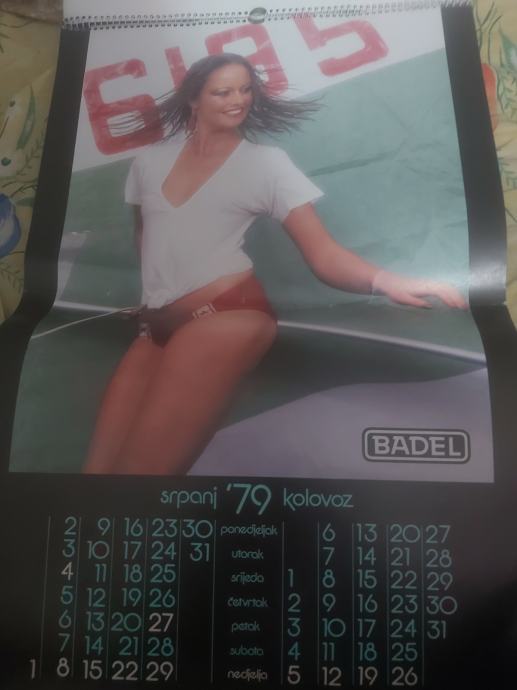 6195
BADEL
srpanj '79 kolovoz
2 9 16 23 30 ponedjeljak 6 13 20 27
3 10 17 24 31 utorak 7 14 21 28
4 11 18 25 srijeda 1 8 15 22 29
5 12 19 26 četvrtak 2 9 16 23 30
6 13 20 27 petak 3 10 17 24 31
7 14 21 28 subota 4 11 18 25
1 8 15 22 29 nedjelja 5 12 19 26